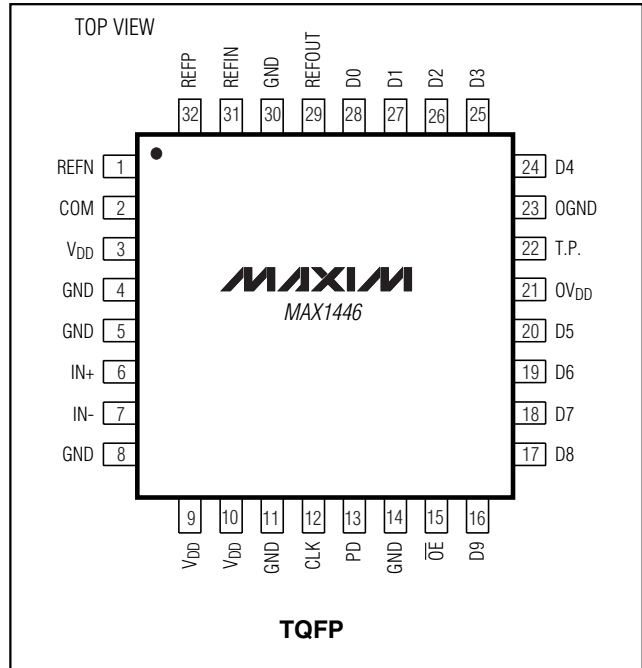 TOP VIEW
REFP REFIN GND REFOUT D0 D1 D2 D3
32 31 30 29 28 27 26 25
REFN 1 24 D4
COM 2 23 OGND
VDD 3 22 T.P.
MAXIM
MAX1446
GND 4 21 OVDD
GND 5 20 D5
IN+ 6 19 D6
IN- 7 18 D7
GND 8 17 D8
9 10 11 12 13 14 15 16
VDD VDD GND CLK PD GND O̅E̅ D9
TQFP